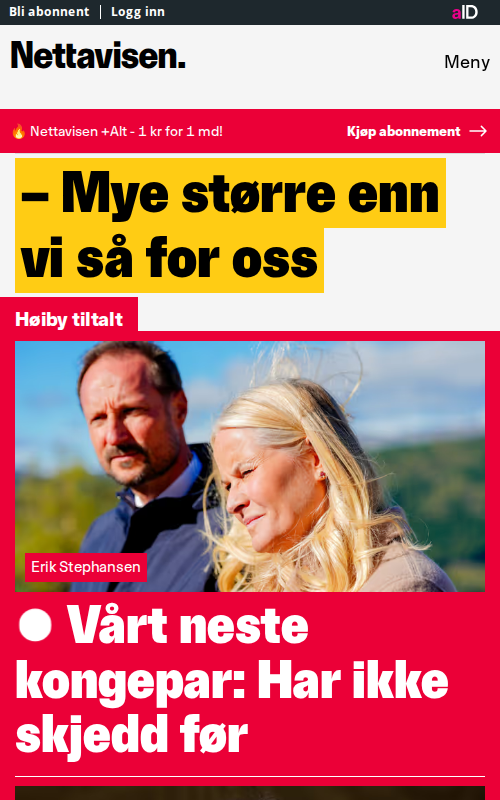 Bli abonnent | Logg inn
aID
Nettavisen.
Meny
🔥 Nettavisen +Alt - 1 kr for 1 md!
Kjøp abonnement →
– Mye større enn
vi så for oss
Høiby tiltalt
Erik Stephansen
Vårt neste
kongepar: Har ikke
skjedd før